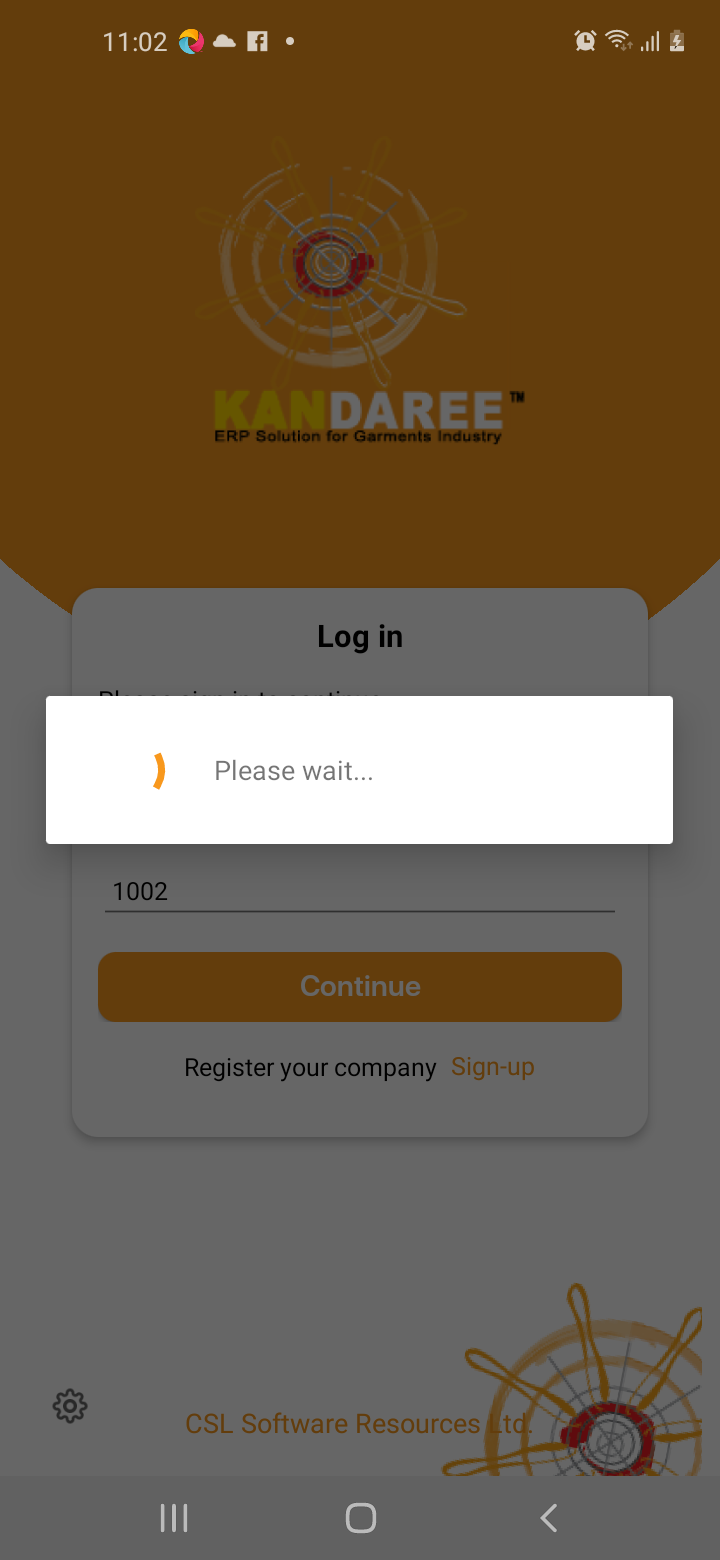 11:02
KANDAREE™
ERP Solution for Garments Industry
Log in
Please sign in to continue
Please wait...
1002
Continue
Register your company Sign-up
CSL Software Resources Ltd.